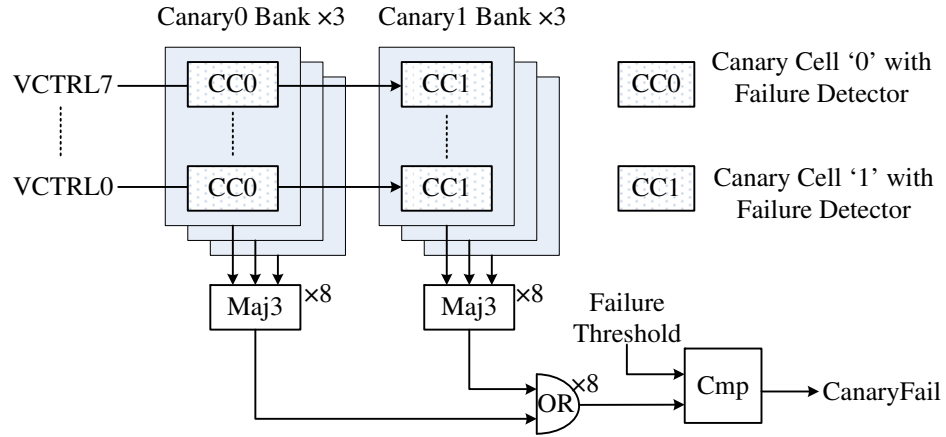 Canary0 Bank ×3
Canary1 Bank ×3
VCTRL7
CC0
CC1
CC0
Canary Cell ‘0’ with
Failure Detector
VCTRL0
CC0
CC1
CC1
Canary Cell ‘1’ with
Failure Detector
Maj3
×8
Maj3
×8
Failure
Threshold
OR
×8
Cmp
CanaryFail